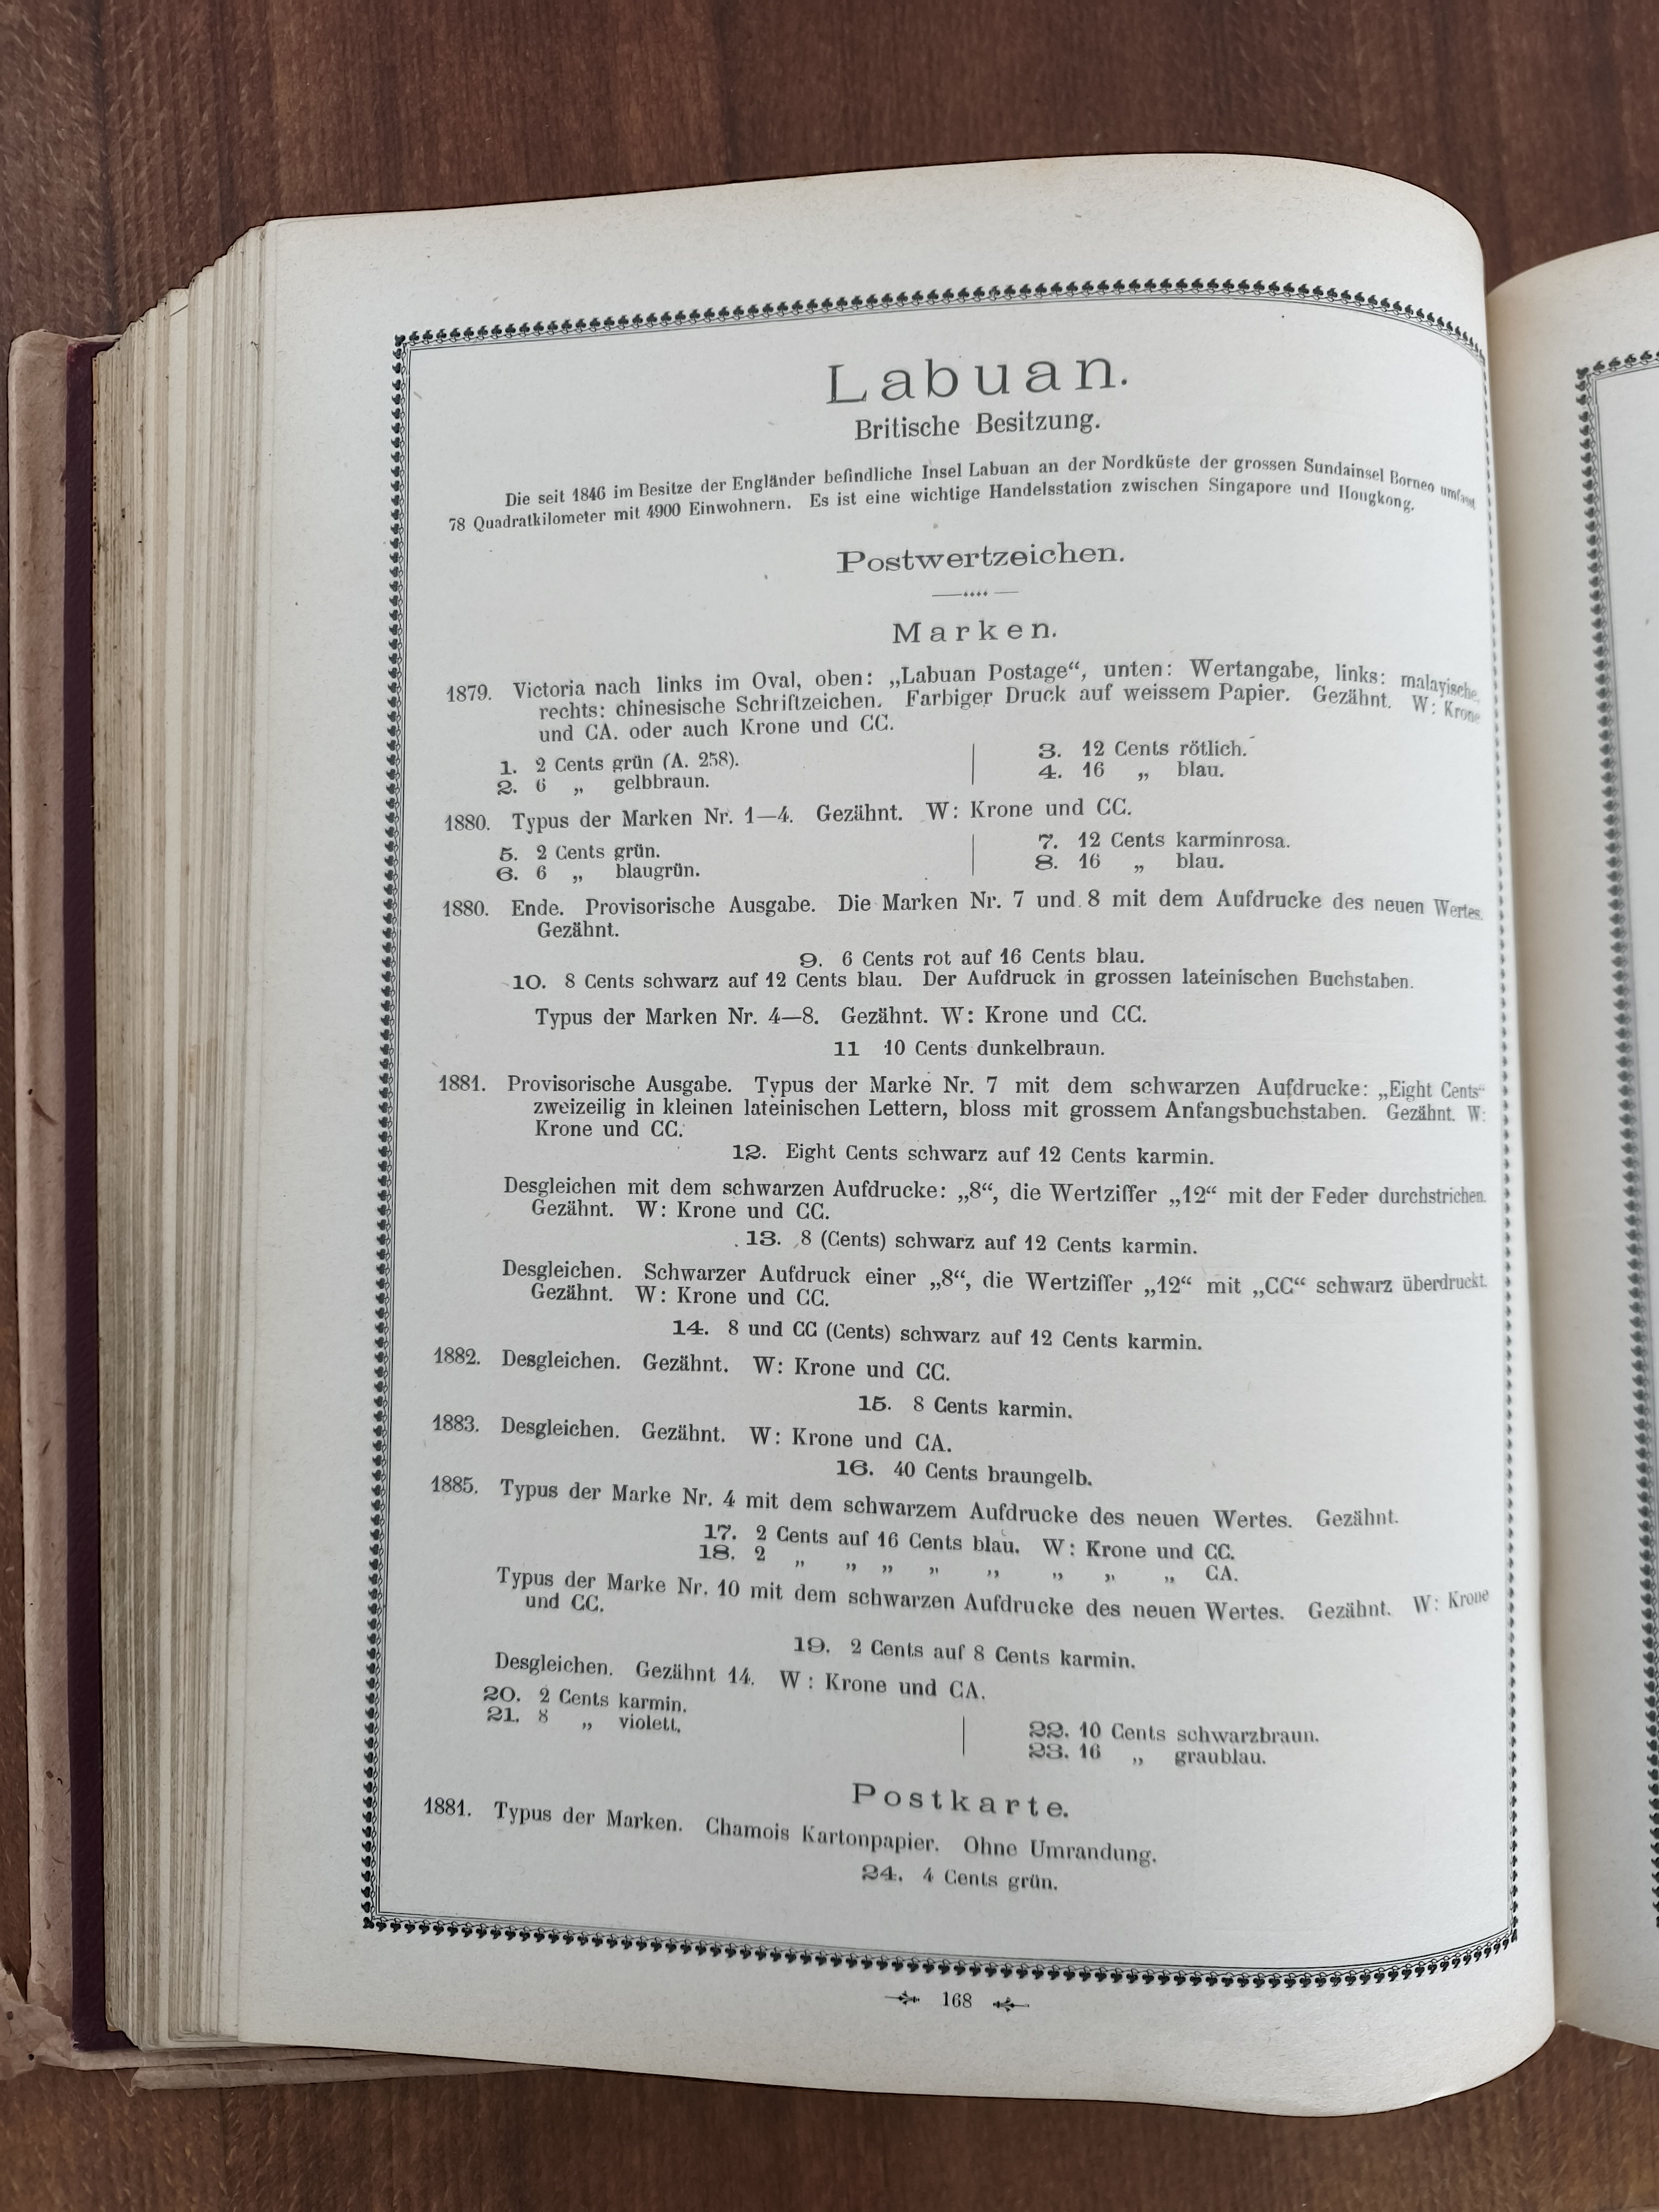 Labuan.
Britische Besitzung.
Die seit 1846 im Besitze der Engländer befindliche Insel Labuan an der Nordküste der grossen Sundainsel Borneo umfasst
78 Quadratkilometer mit 4900 Einwohnern. Es ist eine wichtige Handelsstation zwischen Singapore und Hongkong.
Postwertzeichen.
Marken.
1879. Victoria nach links im Oval, oben: „Labuan Postage“, unten: Wertangabe, links: malayische,
rechts: chinesische Schriftzeichen. Farbiger Druck auf weissem Papier. Gezähnt. W: Krone
und CA. oder auch Krone und CC.
1. 2 Cents grün (A. 258).
2. 6 „ gelbbraun.
3. 12 Cents rötlich.
4. 16 „ blau.
1880. Typus der Marken Nr. 1—4. Gezähnt. W: Krone und CC.
5. 2 Cents grün.
6. 6 „ blaugrün.
7. 12 Cents karminrosa.
8. 16 „ blau.
1880. Ende. Provisorische Ausgabe. Die Marken Nr. 7 und 8 mit dem Aufdrucke des neuen Wertes.
Gezähnt.
9. 6 Cents rot auf 16 Cents blau.
10. 8 Cents schwarz auf 12 Cents blau. Der Aufdruck in grossen lateinischen Buchstaben.
Typus der Marken Nr. 4—8. Gezähnt. W: Krone und CC.
11 10 Cents dunkelbraun.
1881. Provisorische Ausgabe. Typus der Marke Nr. 7 mit dem schwarzen Aufdrucke: „Eight Cents“
zweizeilig in kleinen lateinischen Lettern, bloss mit grossem Anfangsbuchstaben. Gezähnt. W:
Krone und CC.
12. Eight Cents schwarz auf 12 Cents karmin.
Desgleichen mit dem schwarzen Aufdrucke: „8“, die Wertziffer „12“ mit der Feder durchstrichen.
Gezähnt. W: Krone und CC.
13. 8 (Cents) schwarz auf 12 Cents karmin.
Desgleichen. Schwarzer Aufdruck einer „8“, die Wertziffer „12“ mit „CC“ schwarz überdruckt.
Gezähnt. W: Krone und CC.
14. 8 und CC (Cents) schwarz auf 12 Cents karmin.
1882. Desgleichen. Gezähnt. W: Krone und CC.
15. 8 Cents karmin.
1883. Desgleichen. Gezähnt. W: Krone und CA.
16. 40 Cents braungelb.
1885. Typus der Marke Nr. 4 mit dem schwarzem Aufdrucke des neuen Wertes. Gezähnt.
17. 2 Cents auf 16 Cents blau. W: Krone und CC.
18. 2 „ „ „ „ „ „ „ „ CA.
Typus der Marke Nr. 10 mit dem schwarzen Aufdrucke des neuen Wertes. Gezähnt. W: Krone
und CC.
19. 2 Cents auf 8 Cents karmin.
Desgleichen. Gezähnt 14. W: Krone und CA.
20. 2 Cents karmin.
21. 8 „ violett.
22. 10 Cents schwarzbraun.
23. 16 „ graublau.
Postkarte.
1881. Typus der Marken. Chamois Kartonpapier. Ohne Umrandung.
24. 4 Cents grün.
168